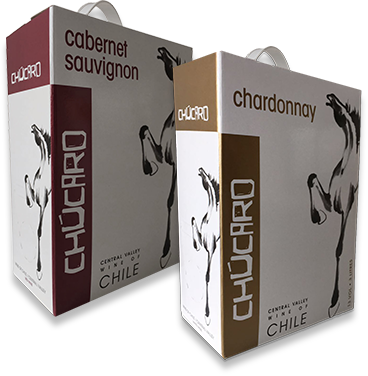 CHÚCARO
cabernet
sauvignon
CHÚCARO
CENTRAL VALLEY
WINE OF
CHILE
CHÚCARO
chardonnay
CHÚCARO
CENTRAL VALLEY
WINE OF
CHILE